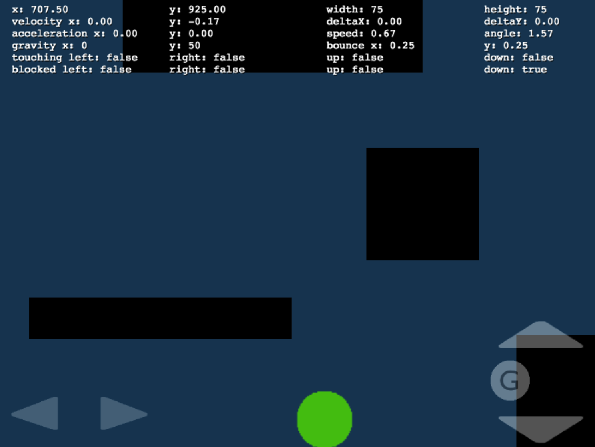 x: 707.50 y: 925.00 width: 75 height: 75
velocity x: 0.00 y: -0.17 deltaX: 0.00 deltaY: 0.00
acceleration x: 0.00 y: 0.00 speed: 0.67 angle: 1.57
gravity x: 0 y: 50 bounce x: 0.25 y: 0.25
touching left: false right: false up: false down: false
blocked left: false right: false up: false down: true
G